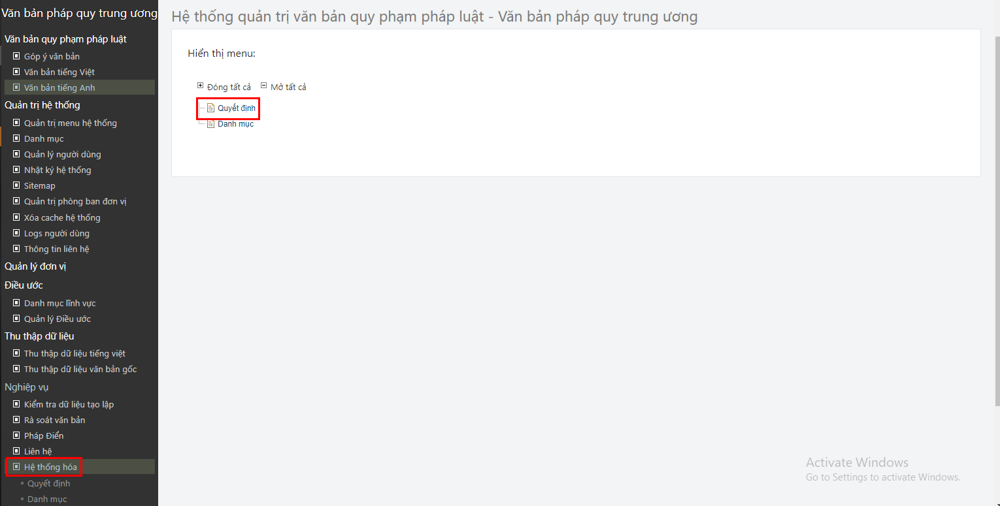 Văn bản pháp quy trung ương
Văn bản quy phạm pháp luật
Góp ý văn bản
Văn bản tiếng Việt
Văn bản tiếng Anh
Quản trị hệ thống
Quản trị menu hệ thống
Danh mục
Quản lý người dùng
Nhật ký hệ thống
Sitemap
Quản trị phòng ban đơn vị
Xóa cache hệ thống
Logs người dùng
Thông tin liên hệ
Quản lý đơn vị
Điều ước
Danh mục lĩnh vực
Quản lý Điều ước
Thu thập dữ liệu
Thu thập dữ liệu tiếng việt
Thu thập dữ liệu văn bản gốc
Nghiệp vụ
Kiểm tra dữ liệu tạo lập
Rà soát văn bản
Pháp Điển
Liên hệ
Hệ thống hóa
Quyết định
Danh mục
Hệ thống quản trị văn bản quy phạm pháp luật - Văn bản pháp quy trung ương
Hiển thị menu:
Đóng tất cả Mở tất cả
Quyết định
Danh mục
Activate Windows
Go to Settings to activate Windows.